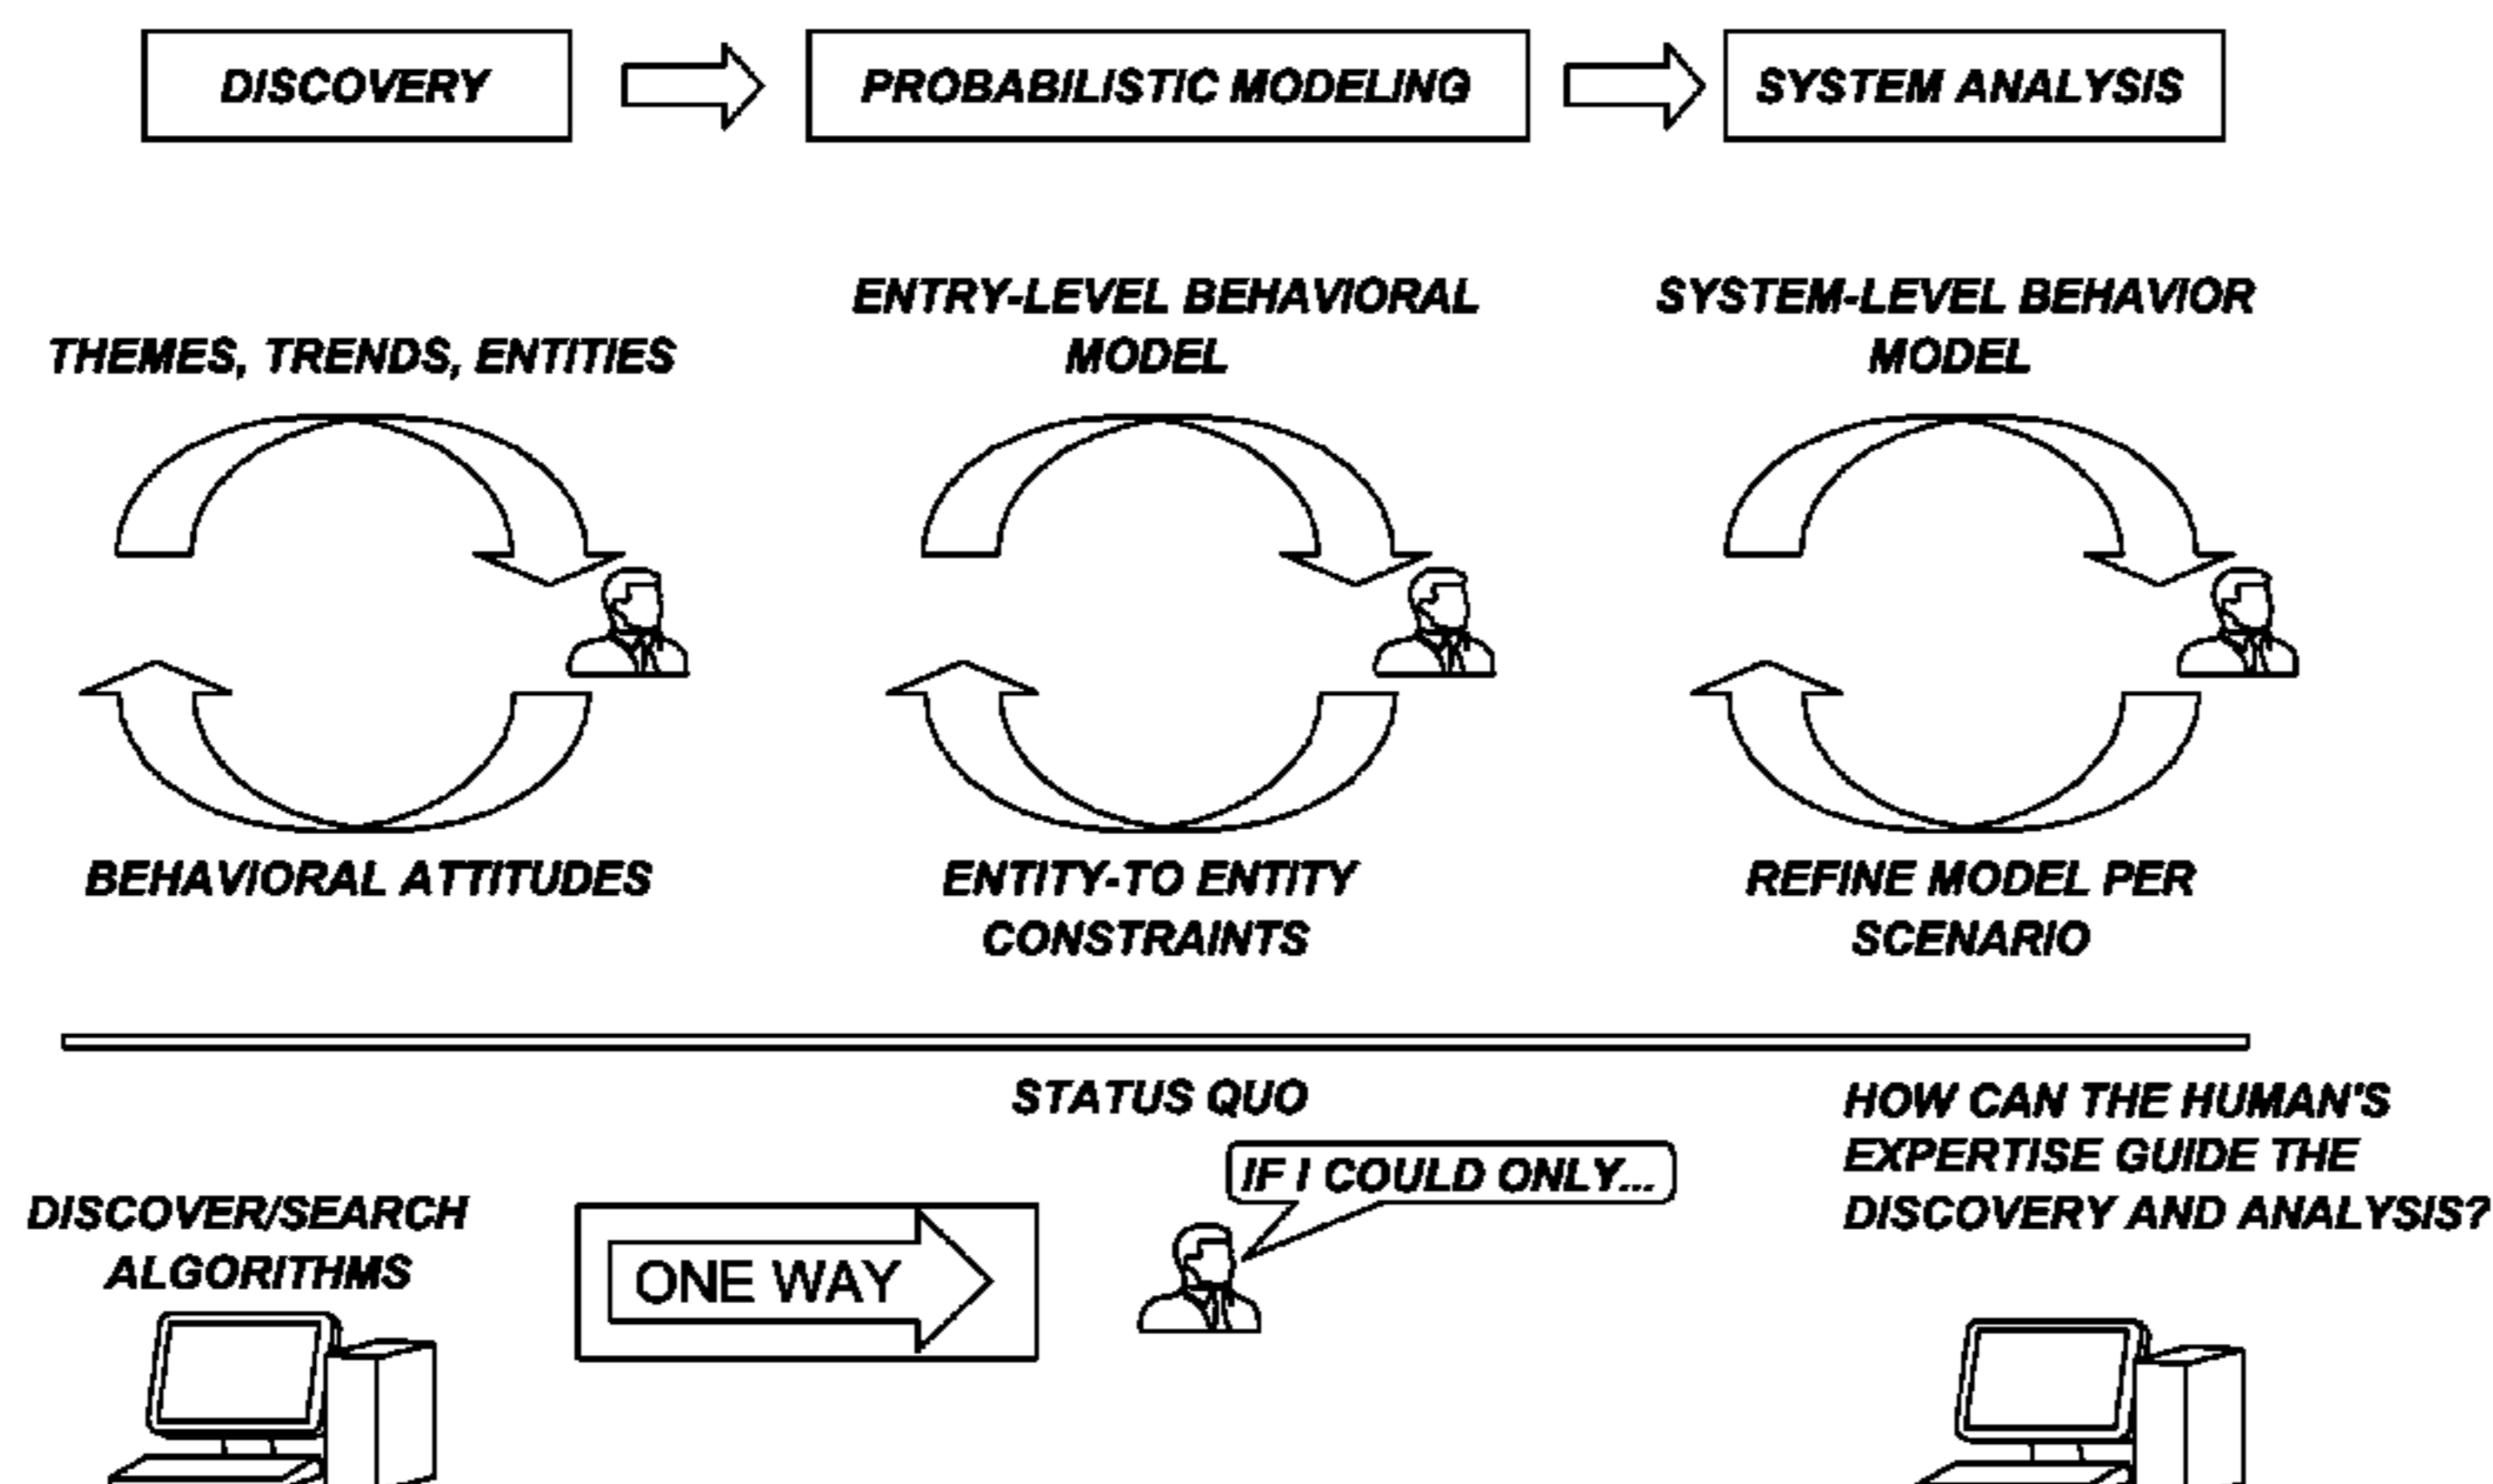 DISCOVERY
PROBABILISTIC MODELING
SYSTEM ANALYSIS
THEMES, TRENDS, ENTITIES
ENTRY-LEVEL BEHAVIORAL
MODEL
SYSTEM-LEVEL BEHAVIOR
MODEL
BEHAVIORAL ATTITUDES
ENTITY-TO ENTITY
CONSTRAINTS
REFINE MODEL PER
SCENARIO
STATUS QUO
DISCOVER/SEARCH
ALGORITHMS
ONE WAY
IF I COULD ONLY...
HOW CAN THE HUMAN'S
EXPERTISE GUIDE THE
DISCOVERY AND ANALYSIS?